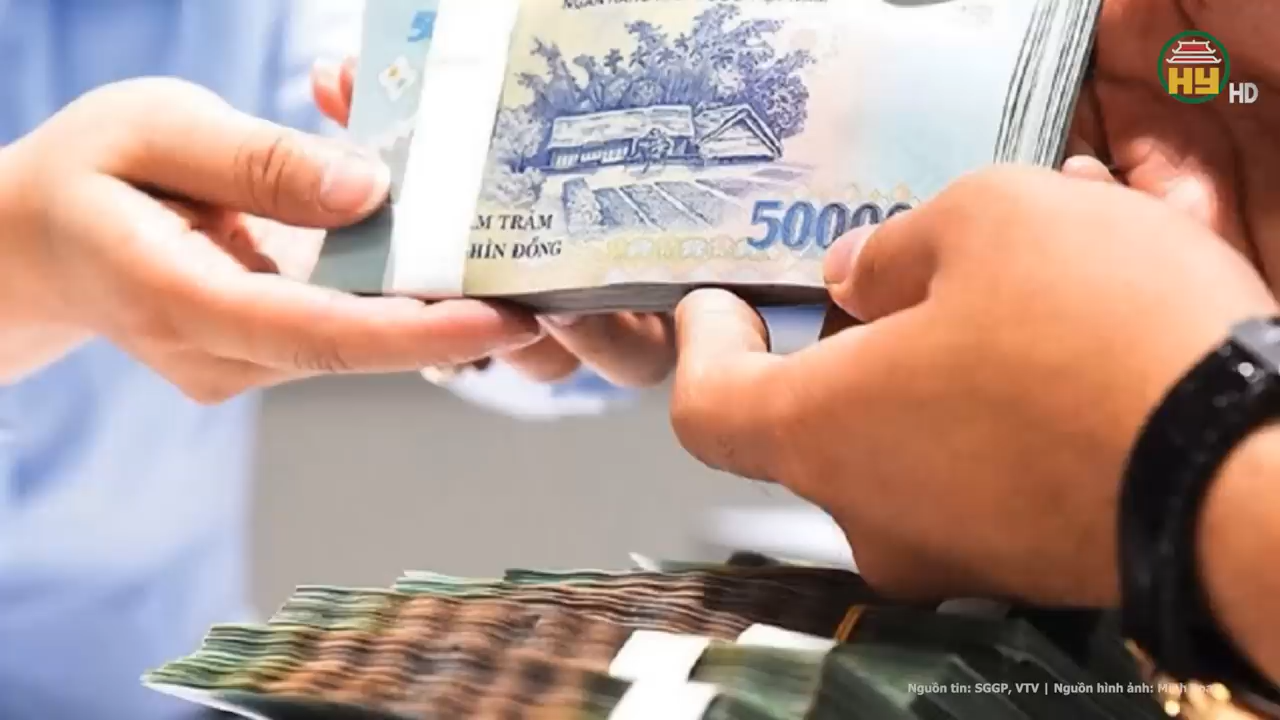 HY
HD
50000
M TRĂM
HÌN ĐỒNG
Nguồn tin: SGGP, VTV | Nguồn hình ảnh: